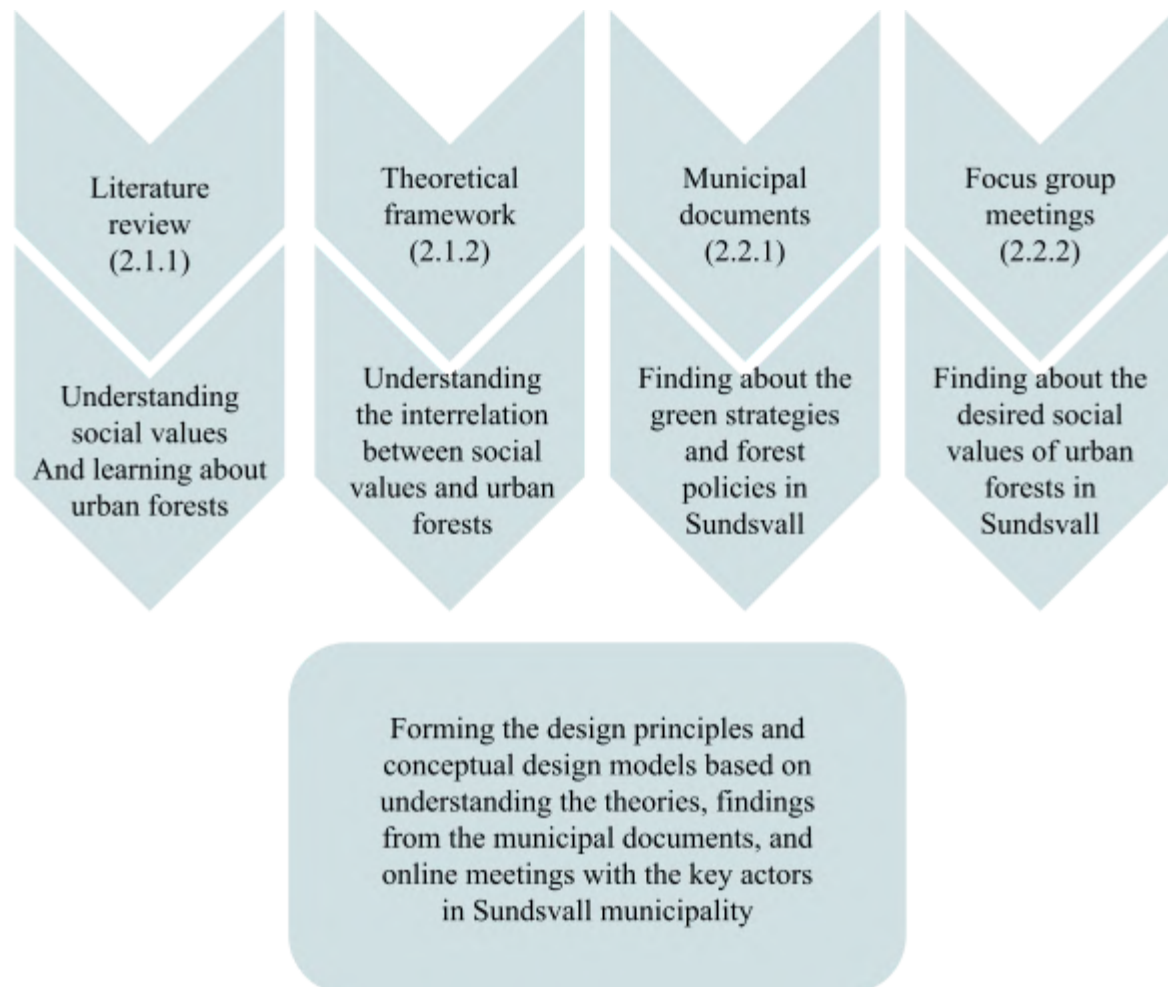 Literature
review
(2.1.1)
Theoretical
framework
(2.1.2)
Municipal
documents
(2.2.1)
Focus group
meetings
(2.2.2)
Understanding
social values
And learning about
urban forests
Understanding
the interrelation
between social
values and urban
forests
Finding about the
green strategies
and forest
policies in
Sundsvall
Finding about the
desired social
values of urban
forests in
Sundsvall
Forming the design principles and
conceptual design models based on
understanding the theories, findings
from the municipal documents, and
online meetings with the key actors
in Sundsvall municipality